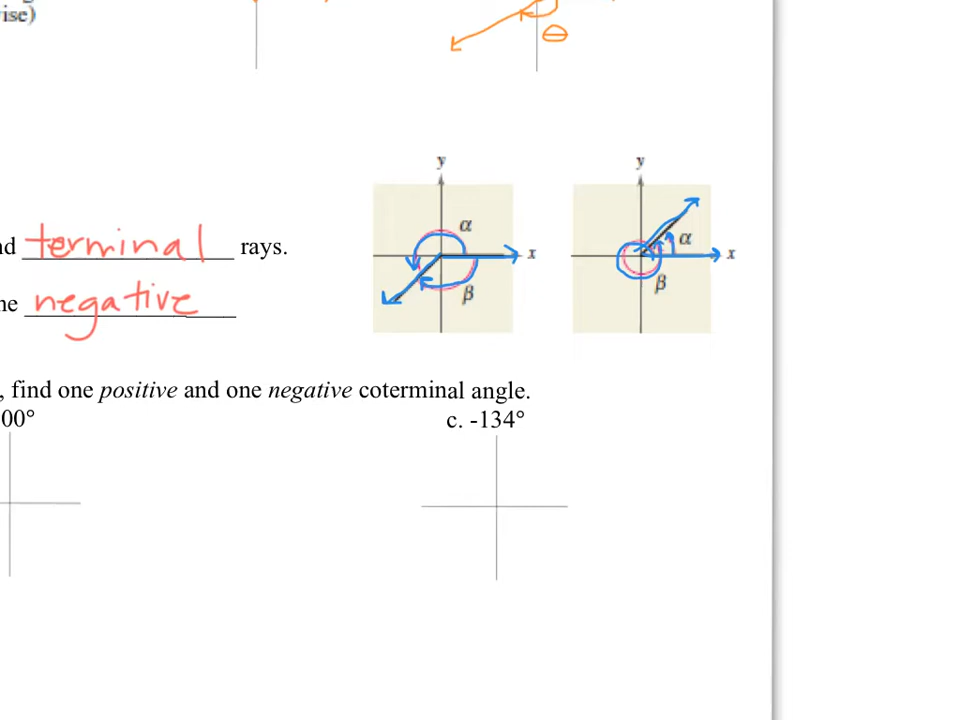 ise)
θ
y
y
α
α
nd terminal rays.
x
x
β
β
he negative
, find one positive and one negative coterminal angle.
00°
c. -134°